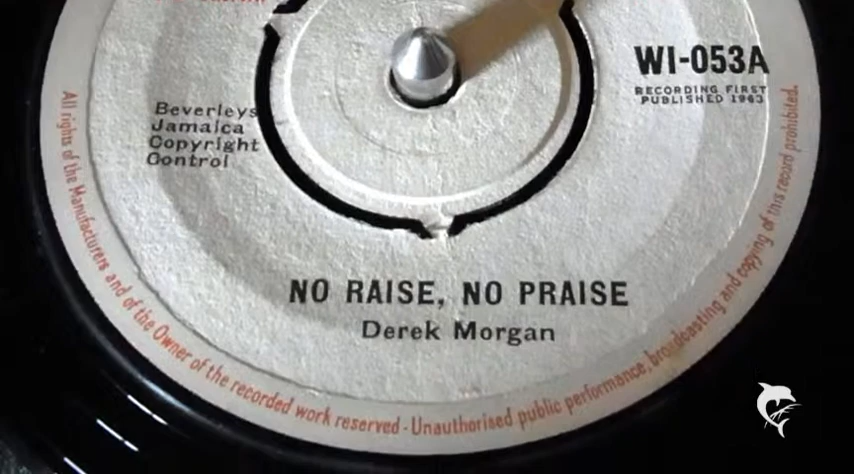 WI-053A
RECORDING FIRST
PUBLISHED 1963
Beverleys
Jamaica
Copyright
Control
NO RAISE, NO PRAISE
Derek Morgan
All rights of the Manufacturers and of the Owner of the recorded work reserved - Unauthorised public performance, broadcasting and copying of this record prohibited.